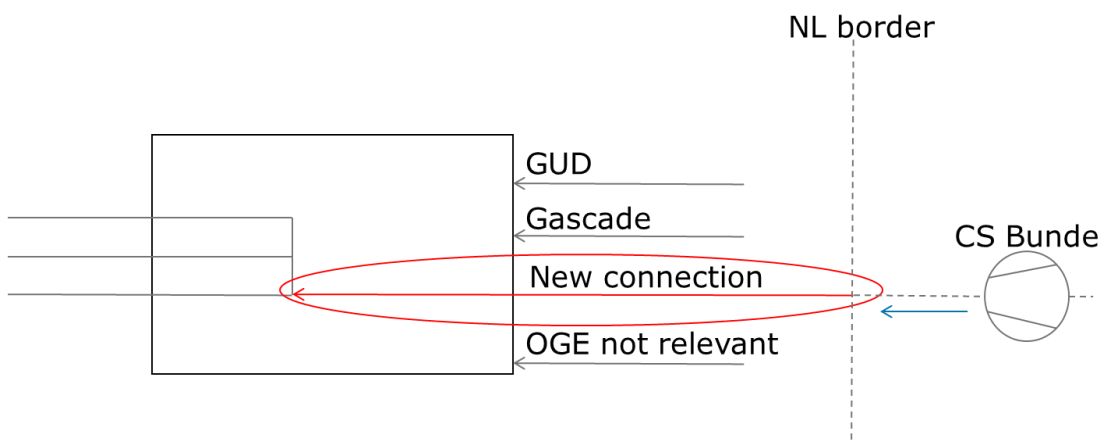 NL border
GUD
Gascade
CS Bunde
New connection
OGE not relevant